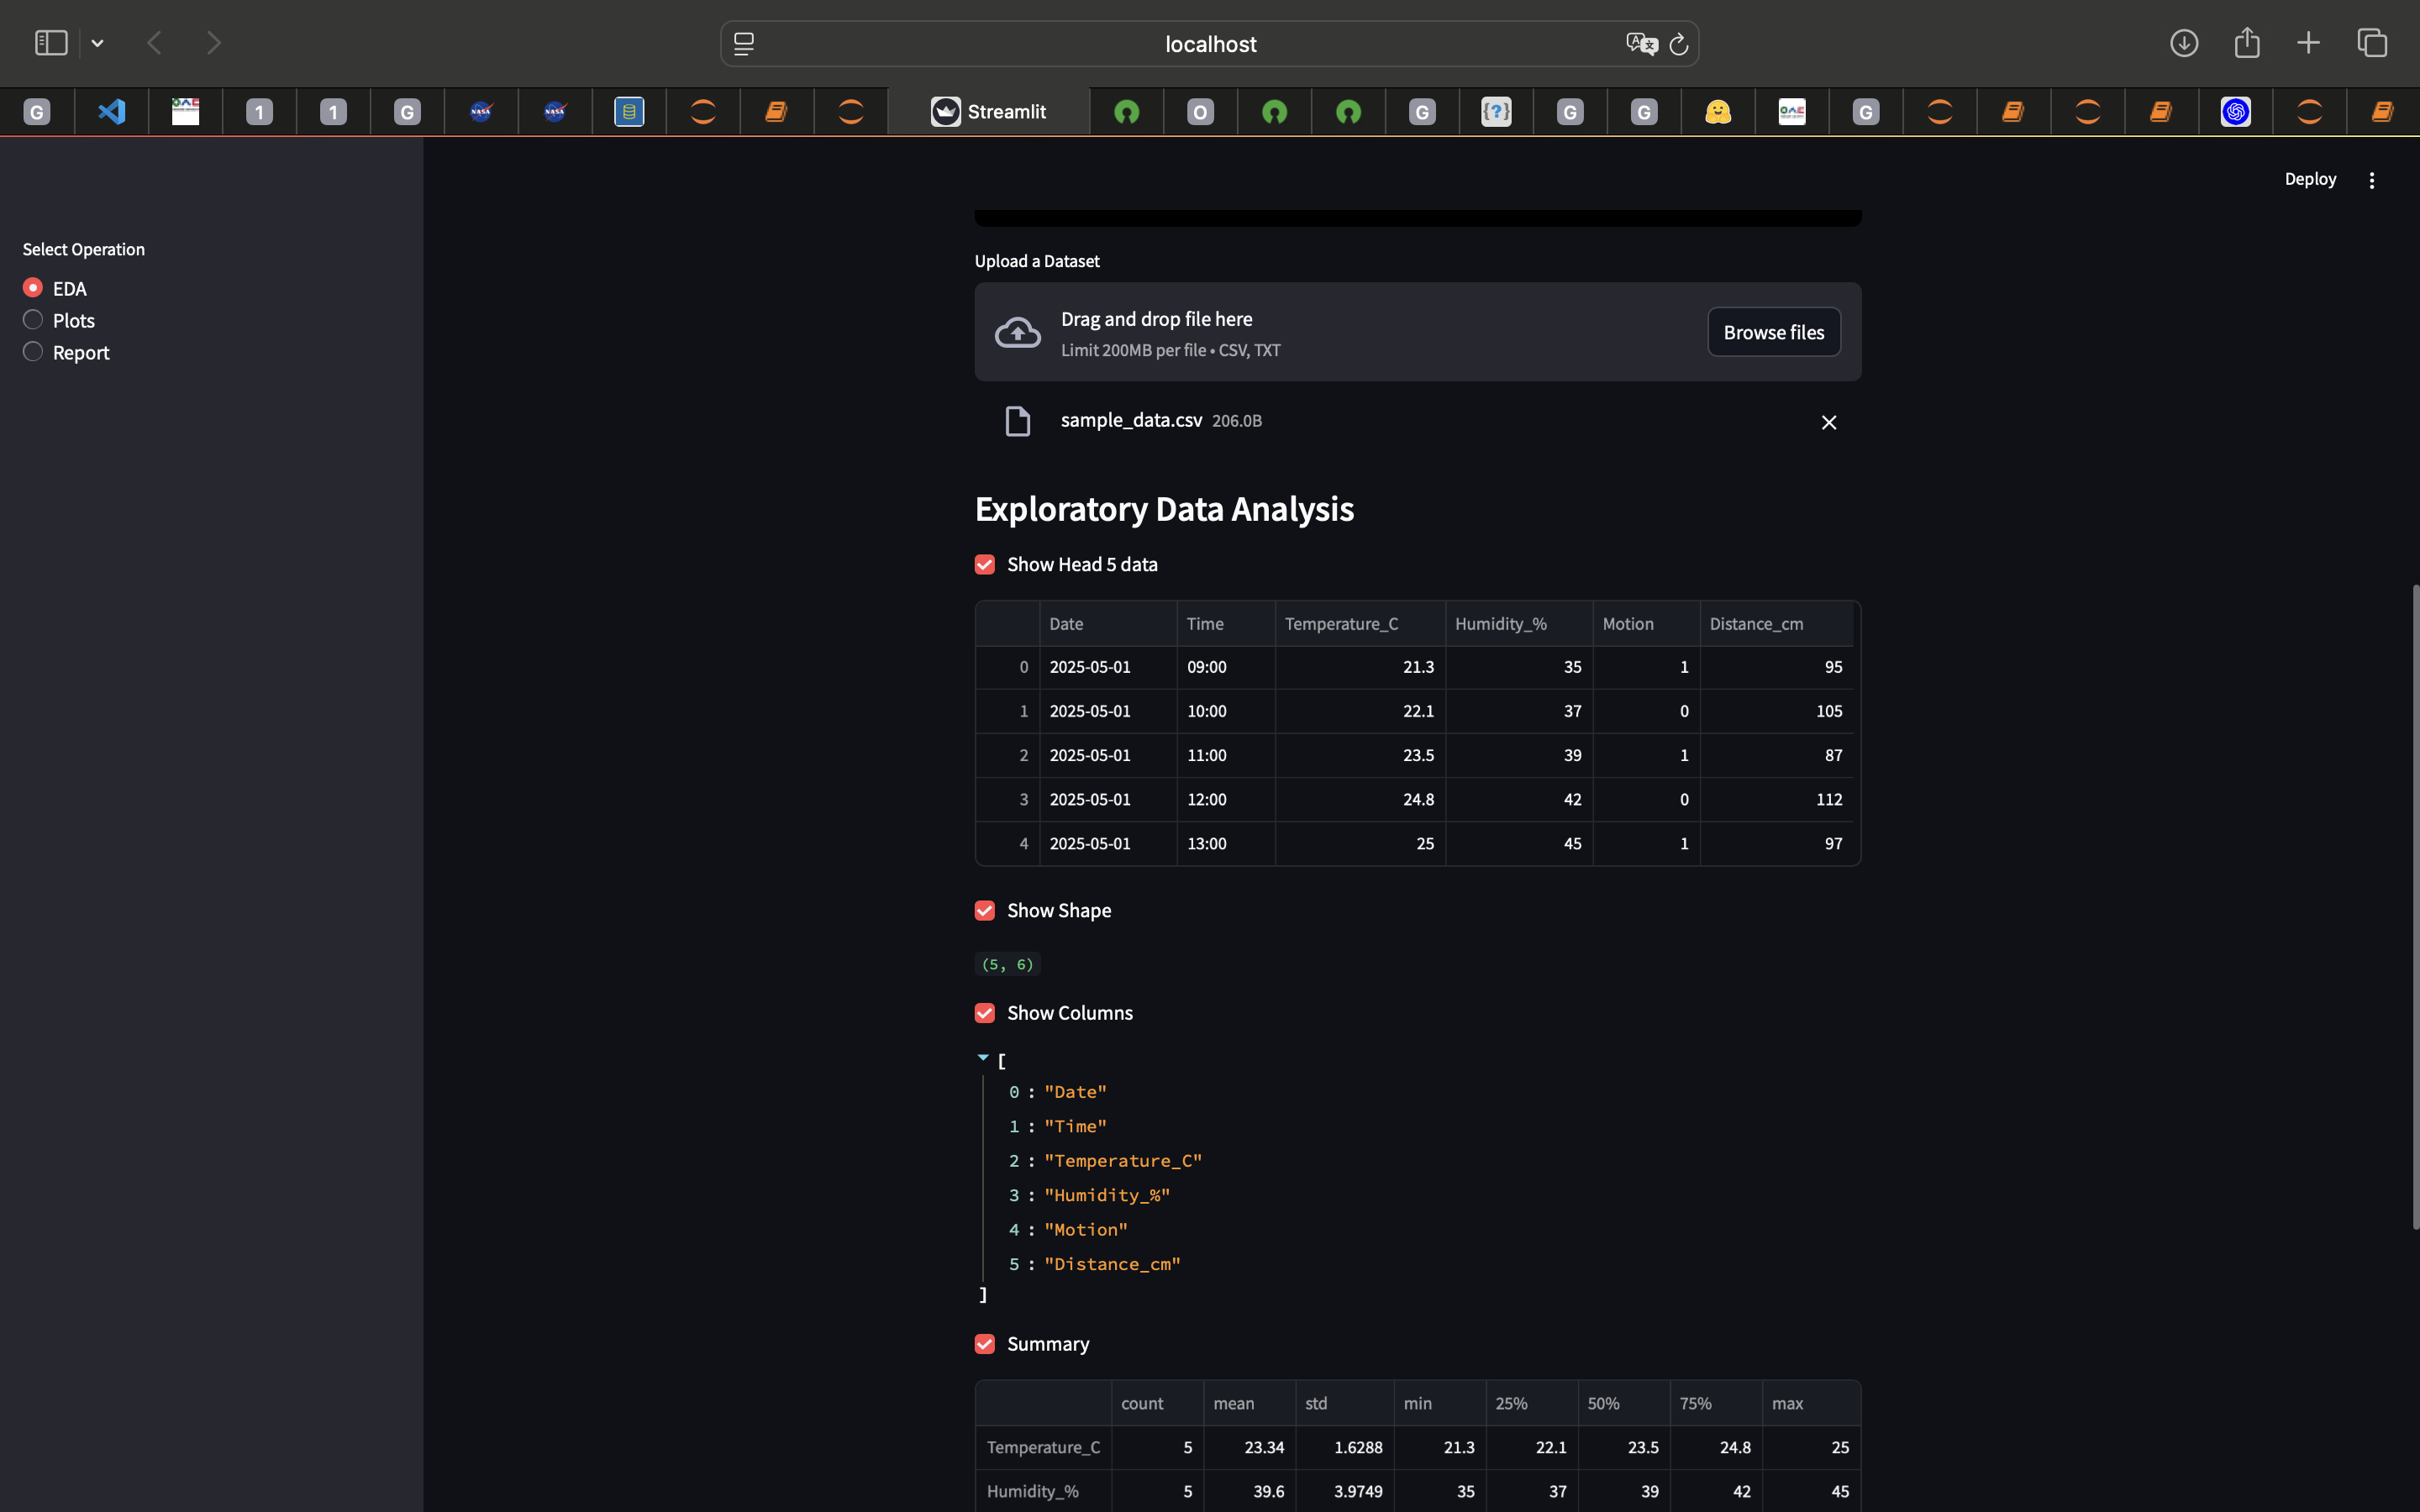 localhost
G
1
1
G
NASA
NASA
Streamlit
O
G
{?}
G
G
G
Deploy
Select Operation
EDA
Plots
Report
Upload a Dataset
Drag and drop file here
Limit 200MB per file • CSV, TXT
Browse files
sample_data.csv 206.0B
Exploratory Data Analysis
Show Head 5 data
Date Time Temperature_C Humidity_% Motion Distance_cm
0 2025-05-01 09:00 21.3 35 1 95
1 2025-05-01 10:00 22.1 37 0 105
2 2025-05-01 11:00 23.5 39 1 87
3 2025-05-01 12:00 24.8 42 0 112
4 2025-05-01 13:00 25 45 1 97
Show Shape
(5, 6)
Show Columns
[
0 : "Date"
1 : "Time"
2 : "Temperature_C"
3 : "Humidity_%"
4 : "Motion"
5 : "Distance_cm"
]
Summary
count mean std min 25% 50% 75% max
Temperature_C 5 23.34 1.6288 21.3 22.1 23.5 24.8 25
Humidity_% 5 39.6 3.9749 35 37 39 42 45